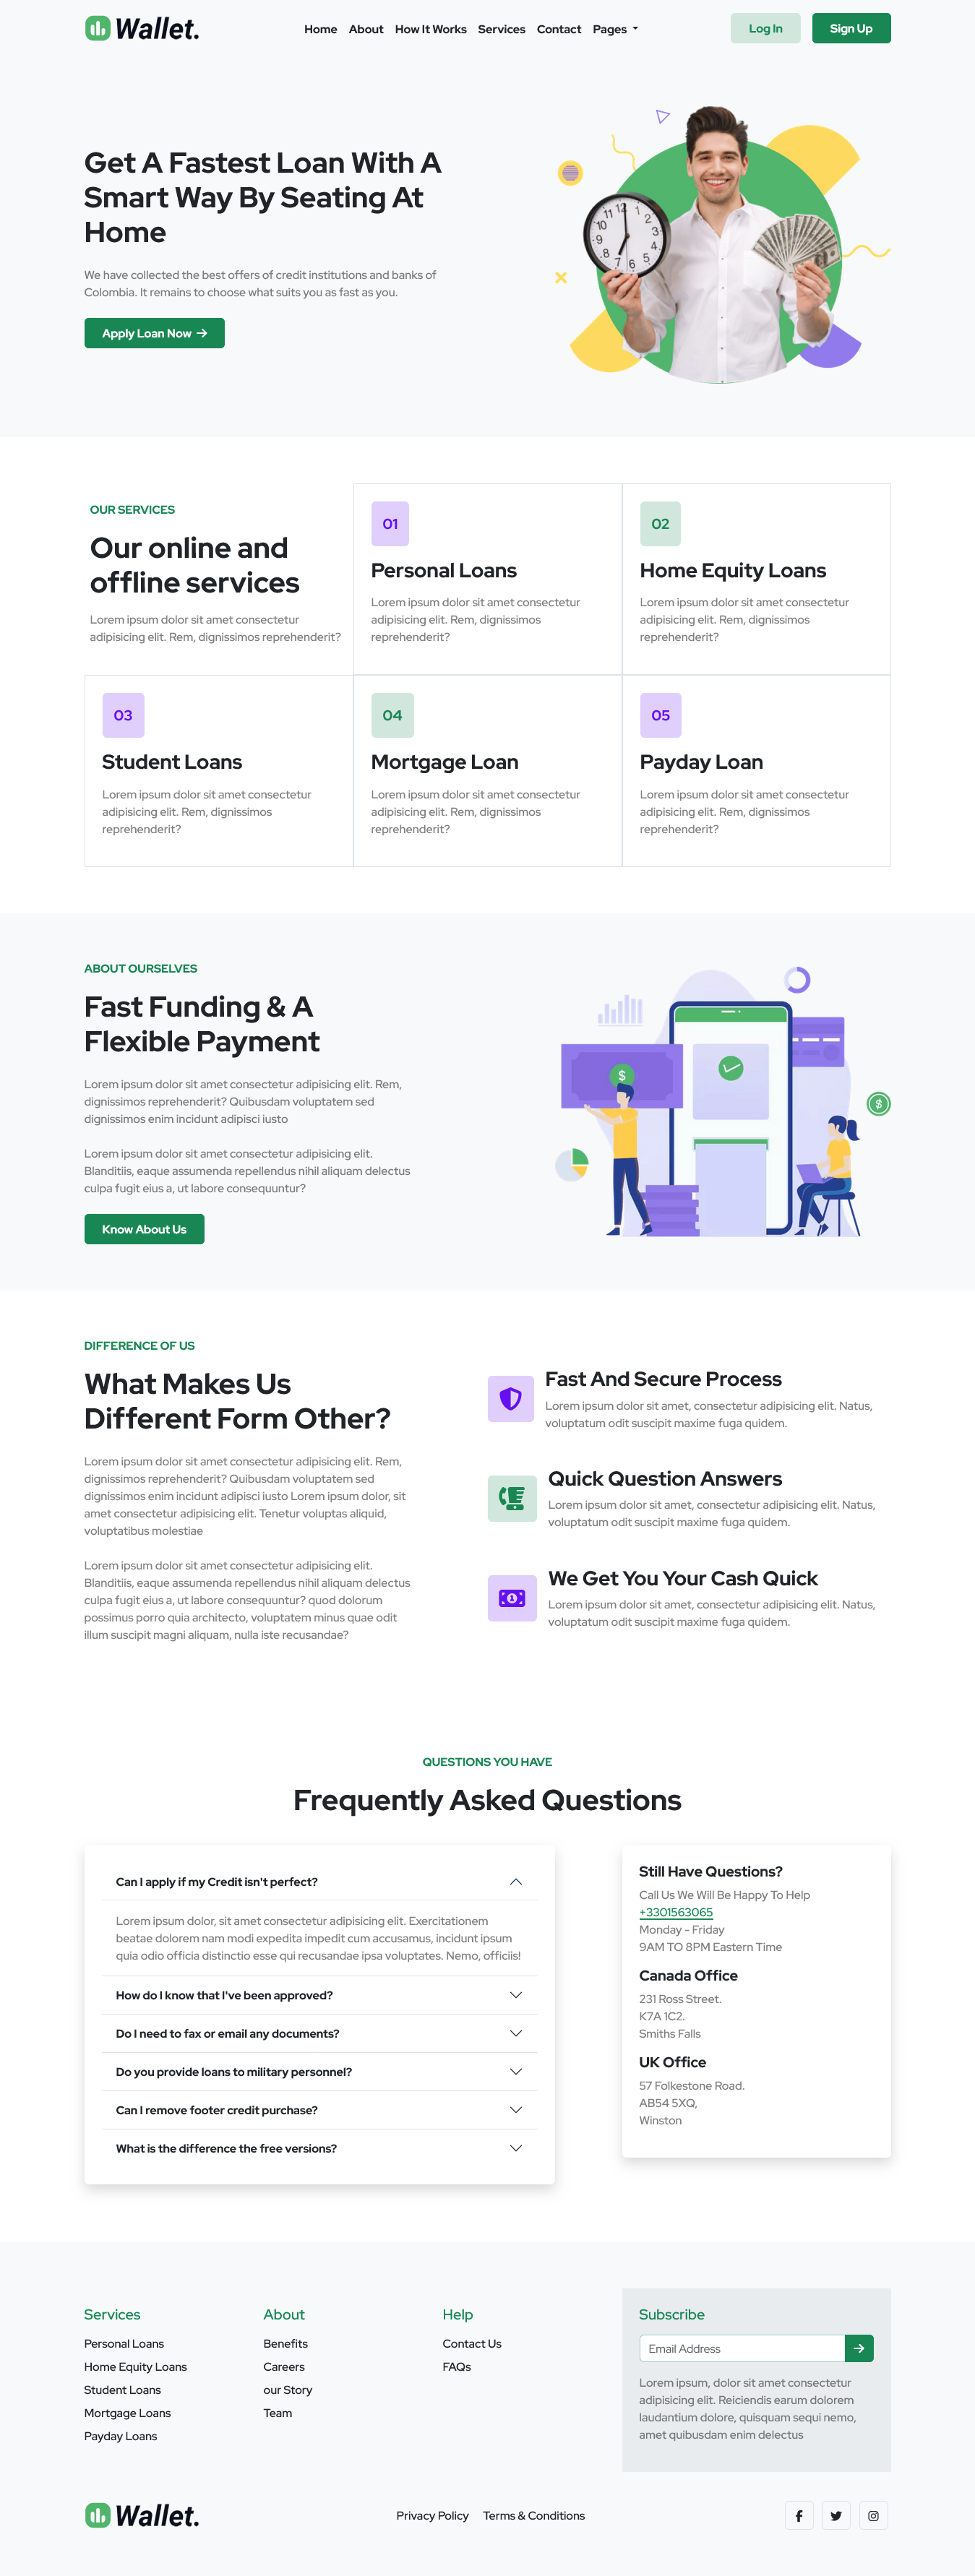 Wallet.
Home About How It Works Services Contact Pages
Log In Sign Up
Get A Fastest Loan With A
Smart Way By Seating At
Home
We have collected the best offers of credit institutions and banks of
Colombia. It remains to choose what suits you as fast as you.
Apply Loan Now
OUR SERVICES
Our online and
offline services
Lorem ipsum dolor sit amet consectetur
adipisicing elit. Rem, dignissimos reprehenderit?
01
Personal Loans
Lorem ipsum dolor sit amet consectetur
adipisicing elit. Rem, dignissimos
reprehenderit?
02
Home Equity Loans
Lorem ipsum dolor sit amet consectetur
adipisicing elit. Rem, dignissimos
reprehenderit?
03
Student Loans
Lorem ipsum dolor sit amet consectetur
adipisicing elit. Rem, dignissimos
reprehenderit?
04
Mortgage Loan
Lorem ipsum dolor sit amet consectetur
adipisicing elit. Rem, dignissimos
reprehenderit?
05
Payday Loan
Lorem ipsum dolor sit amet consectetur
adipisicing elit. Rem, dignissimos
reprehenderit?
ABOUT OURSELVES
Fast Funding & A
Flexible Payment
Lorem ipsum dolor sit amet consectetur adipisicing elit. Rem,
dignissimos reprehenderit? Quibusdam voluptatem sed
dignissimos enim incidunt adipisci iusto
Lorem ipsum dolor sit amet consectetur adipisicing elit.
Blanditiis, eaque assumenda repellendus nihil aliquam delectus
culpa fugit eius a, ut labore consequuntur?
Know About Us
DIFFERENCE OF US
What Makes Us
Different Form Other?
Lorem ipsum dolor sit amet consectetur adipisicing elit. Rem,
dignissimos reprehenderit? Quibusdam voluptatem sed
dignissimos enim incidunt adipisci iusto Lorem ipsum dolor, sit
amet consectetur adipisicing elit. Tenetur voluptas aliquid,
voluptatibus molestiae
Lorem ipsum dolor sit amet consectetur adipisicing elit.
Blanditiis, eaque assumenda repellendus nihil aliquam delectus
culpa fugit eius a, ut labore consequuntur? quod dolorum
possimus porro quia architecto, voluptatem minus quae odit
illum suscipit magni aliquam, nulla iste recusandae?
Fast And Secure Process
Lorem ipsum dolor sit amet, consectetur adipisicing elit. Natus,
voluptatum odit suscipit maxime fuga quidem.
Quick Question Answers
Lorem ipsum dolor sit amet, consectetur adipisicing elit. Natus,
voluptatum odit suscipit maxime fuga quidem.
We Get You Your Cash Quick
Lorem ipsum dolor sit amet, consectetur adipisicing elit. Natus,
voluptatum odit suscipit maxime fuga quidem.
QUESTIONS YOU HAVE
Frequently Asked Questions
Can I apply if my Credit isn't perfect?
Lorem ipsum dolor, sit amet consectetur adipisicing elit. Exercitationem
beatae dolorem nam modi expedita impedit cum accusamus, incidunt ipsum
quia odio officia distinctio esse qui recusandae ipsa voluptates. Nemo, officiis!
How do I know that I've been approved?
Do I need to fax or email any documents?
Do you provide loans to military personnel?
Can I remove footer credit purchase?
What is the difference the free versions?
Still Have Questions?
Call Us We Will Be Happy To Help
+3301563065
Monday - Friday
9AM TO 8PM Eastern Time
Canada Office
231 Ross Street.
K7A 1C2.
Smiths Falls
UK Office
57 Folkestone Road.
AB54 5XQ,
Winston
Services
Personal Loans
Home Equity Loans
Student Loans
Mortgage Loans
Payday Loans
About
Benefits
Careers
our Story
Team
Help
Contact Us
FAQs
Subscribe
Email Address
Lorem ipsum, dolor sit amet consectetur
adipisicing elit. Reiciendis earum dolorem
laudantium dolore, quisquam sequi nemo,
amet quibusdam enim delectus
Wallet.
Privacy Policy Terms & Conditions